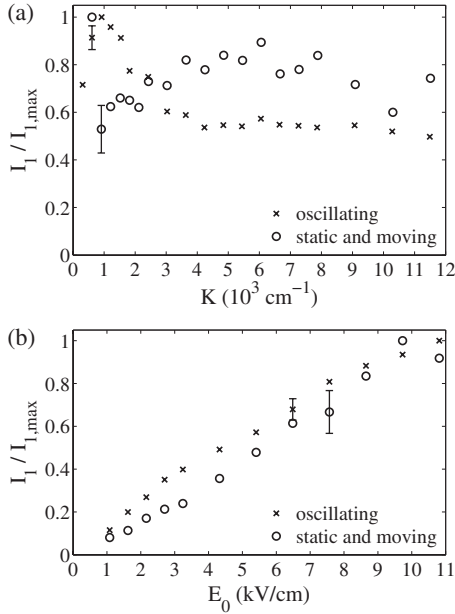 (a)
1
0.8
0.6
0.4
0.2
0
I₁ / I₁,max
× oscillating
○ static and moving
0 1 2 3 4 5 6 7 8 9 10 11 12
K (10³ cm⁻¹)
(b)
1
0.8
0.6
0.4
0.2
0
I₁ / I₁,max
× oscillating
○ static and moving
0 1 2 3 4 5 6 7 8 9 10 11
E₀ (kV/cm)